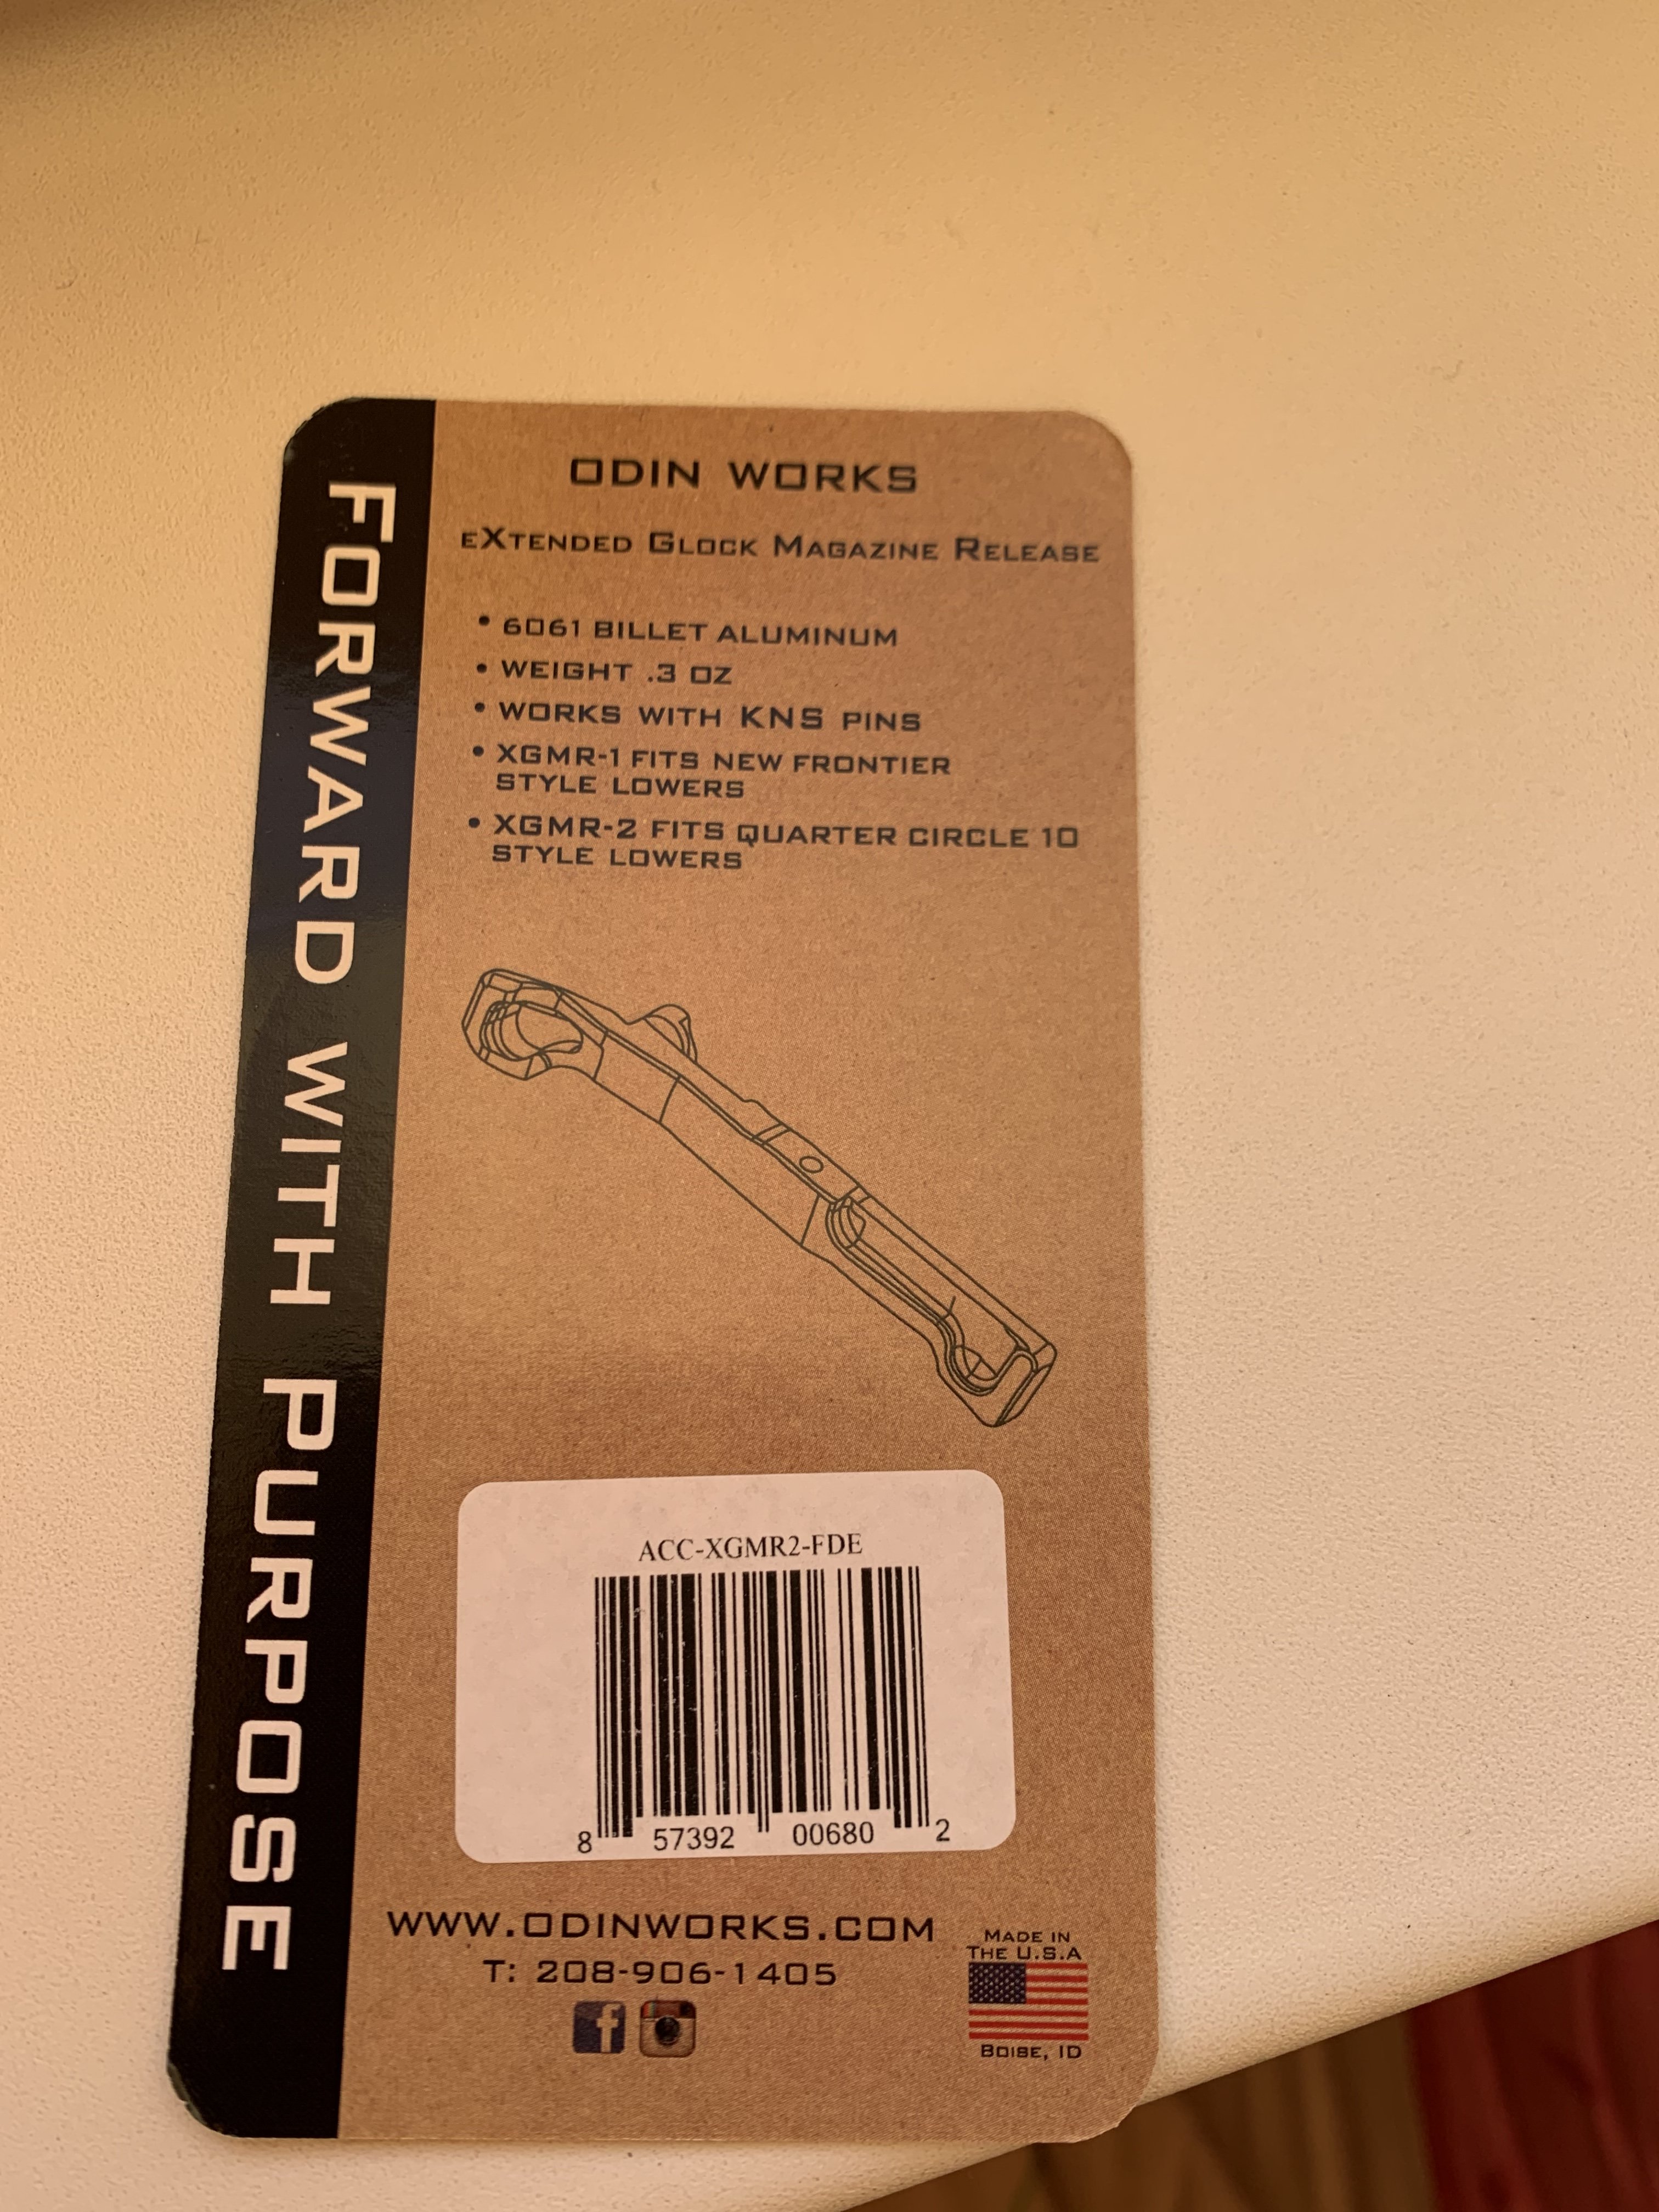 FORWARD WITH PURPOSE
ODIN WORKS
eXtended Glock Magazine Release
• 6061 BILLET ALUMINUM
• WEIGHT .3 OZ
• WORKS WITH KNS PINS
• XGMR-1 FITS NEW FRONTIER
STYLE LOWERS
• XGMR-2 FITS QUARTER CIRCLE 10
STYLE LOWERS
ACC-XGMR2-FDE
8 57392 00680 2
WWW.ODINWORKS.COM
T: 208-906-1405
Made in
The U.S.A
Boise, ID